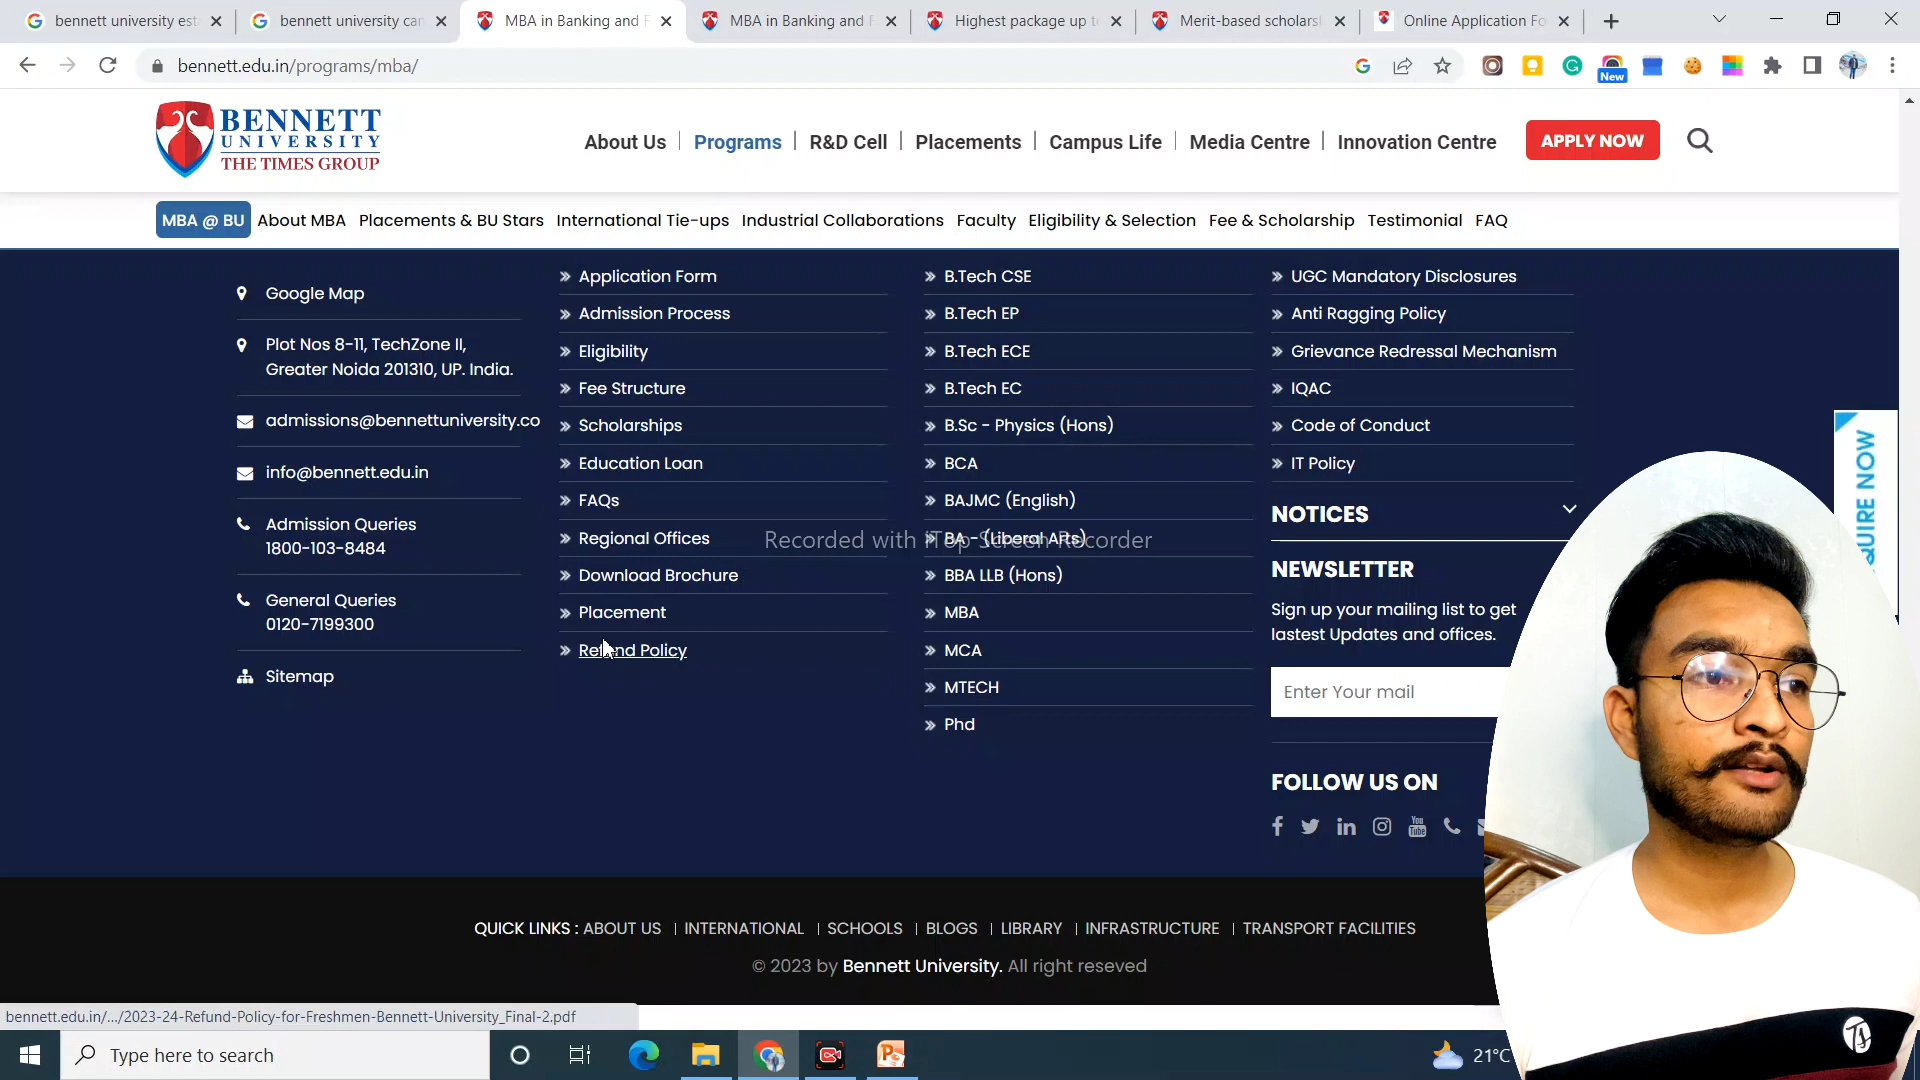 bennett university est
bennett university car
MBA in Banking and F
MBA in Banking and F
Highest package up t
Merit-based scholars
Online Application Fo
bennett.edu.in/programs/mba/
New
BENNETT
UNIVERSITY
THE TIMES GROUP
About Us
Programs
R&D Cell
Placements
Campus Life
Media Centre
Innovation Centre
APPLY NOW
MBA @ BU
About MBA
Placements & BU Stars
International Tie-ups
Industrial Collaborations
Faculty
Eligibility & Selection
Fee & Scholarship
Testimonial
FAQ
Google Map
Plot Nos 8-11, TechZone II,
Greater Noida 201310, UP. India.
admissions@bennettuniversity.co
info@bennett.edu.in
Admission Queries
1800-103-8484
General Queries
0120-7199300
Sitemap
Application Form
Admission Process
Eligibility
Fee Structure
Scholarships
Education Loan
FAQs
Regional Offices
Download Brochure
Placement
Refund Policy
B.Tech CSE
B.Tech EP
B.Tech ECE
B.Tech EC
B.Sc - Physics (Hons)
BCA
BAJMC (English)
BA - (Liberal Arts)
BBA LLB (Hons)
MBA
MCA
MTECH
Phd
UGC Mandatory Disclosures
Anti Ragging Policy
Grievance Redressal Mechanism
IQAC
Code of Conduct
IT Policy
NOTICES
NEWSLETTER
Sign up your mailing list to get
lastest Updates and offices.
Enter Your mail
FOLLOW US ON
You
Tube
QUIRE NOW
Recorded with iTop Screen Recorder
QUICK LINKS : ABOUT US | INTERNATIONAL | SCHOOLS | BLOGS | LIBRARY | INFRASTRUCTURE | TRANSPORT FACILITIES
© 2023 by Bennett University. All right reseved
bennett.edu.in/.../2023-24-Refund-Policy-for-Freshmen-Bennett-University_Final-2.pdf
Type here to search
21°C